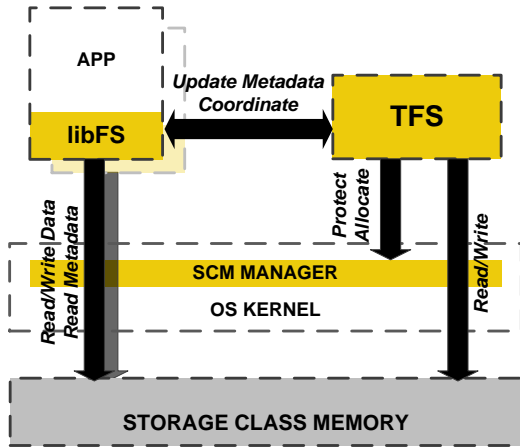 APP
libFS
Update Metadata
Coordinate
TFS
Protect
Allocate
Read/Write Data
Read Metadata
Read/Write
SCM MANAGER
OS KERNEL
STORAGE CLASS MEMORY